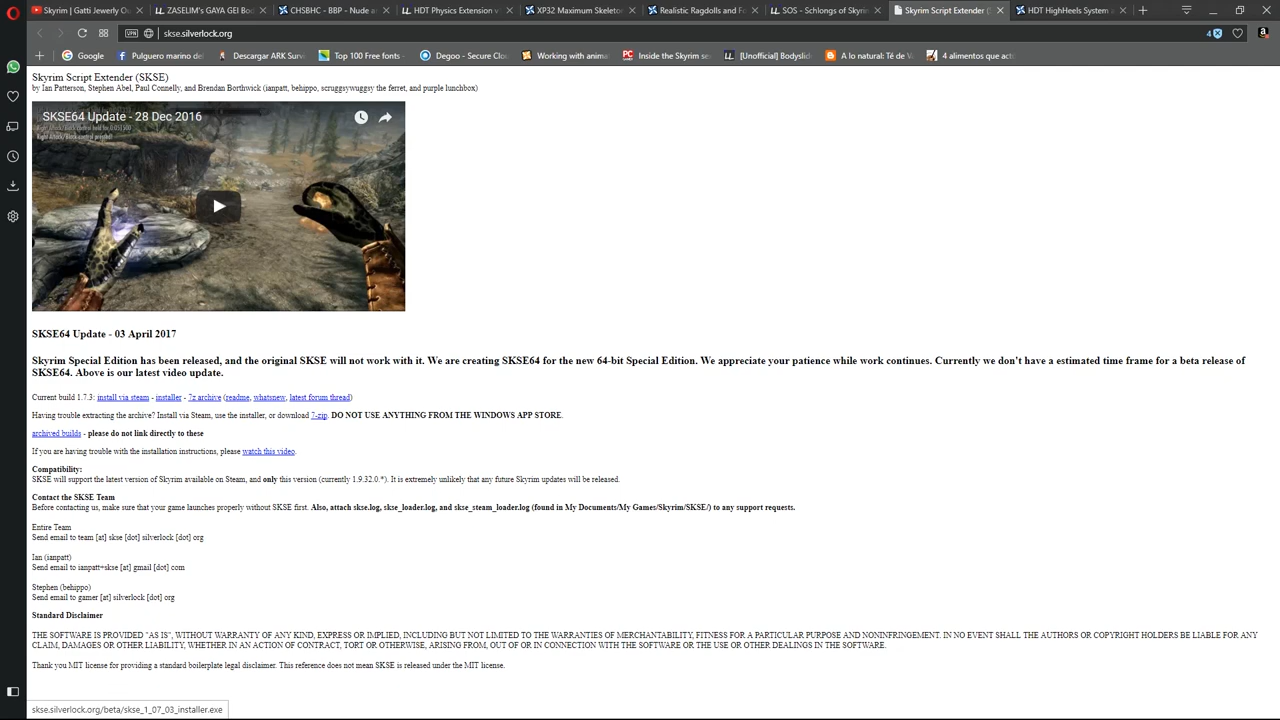 Skyrim | Gatti Jewerly Ou
ZASELIM's GAYA GEI Boo
CHSBHC - BBP - Nude an
HDT Physics Extension v
XP32 Maximum Skeleton
Realistic Ragdolls and Fo
SOS - Schlongs of Skyrim
Skyrim Script Extender (S
HDT HighHeels System a
VPN
skse.silverlock.org
4
Google
Pulguero marino del
Descargar ARK Surv
Top 100 Free fonts -
Degoo - Secure Clou
Working with anima
Inside the Skyrim se
[Unofficial] Bodyslid
A lo natural: Té de V
4 alimentos que act
Skyrim Script Extender (SKSE)
by Ian Patterson, Stephen Abel, Paul Connelly, and Brendan Borthwick (ianpatt, behippo, scruggsywuggsy the ferret, and purple lunchbox)
SKSE64 Update - 28 Dec 2016
SKSE64 Update - 03 April 2017
Skyrim Special Edition has been released, and the original SKSE will not work with it. We are creating SKSE64 for the new 64-bit Special Edition. We appreciate your patience while work continues. Currently we don't have a estimated time frame for a beta release of
SKSE64. Above is our latest video update.
Current build 1.7.3: install via steam - installer - 7z archive (readme, whatsnew, latest forum thread)
Having trouble extracting the archive? Install via Steam, use the installer, or download 7-zip. DO NOT USE ANYTHING FROM THE WINDOWS APP STORE.
archived builds - please do not link directly to these
If you are having trouble with the installation instructions, please watch this video.
Compatibility:
SKSE will support the latest version of Skyrim available on Steam, and only this version (currently 1.9.32.0.*). It is extremely unlikely that any future Skyrim updates will be released.
Contact the SKSE Team
Before contacting us, make sure that your game launches properly without SKSE first. Also, attach skse.log, skse_loader.log, and skse_steam_loader.log (found in My Documents/My Games/Skyrim/SKSE/) to any support requests.
Entire Team
Send email to team [at] skse [dot] silverlock [dot] org
Ian (ianpatt)
Send email to ianpatt+skse [at] gmail [dot] com
Stephen (behippo)
Send email to gamer [at] silverlock [dot] org
Standard Disclaimer
THE SOFTWARE IS PROVIDED "AS IS", WITHOUT WARRANTY OF ANY KIND, EXPRESS OR IMPLIED, INCLUDING BUT NOT LIMITED TO THE WARRANTIES OF MERCHANTABILITY, FITNESS FOR A PARTICULAR PURPOSE AND NONINFRINGEMENT. IN NO EVENT SHALL THE AUTHORS OR COPYRIGHT HOLDERS BE LIABLE FOR ANY
CLAIM, DAMAGES OR OTHER LIABILITY, WHETHER IN AN ACTION OF CONTRACT, TORT OR OTHERWISE, ARISING FROM, OUT OF OR IN CONNECTION WITH THE SOFTWARE OR THE USE OR OTHER DEALINGS IN THE SOFTWARE.
Thank you MIT license for providing a standard boilerplate legal disclaimer. This reference does not mean SKSE is released under the MIT license.
skse.silverlock.org/beta/skse_1_07_03_installer.exe